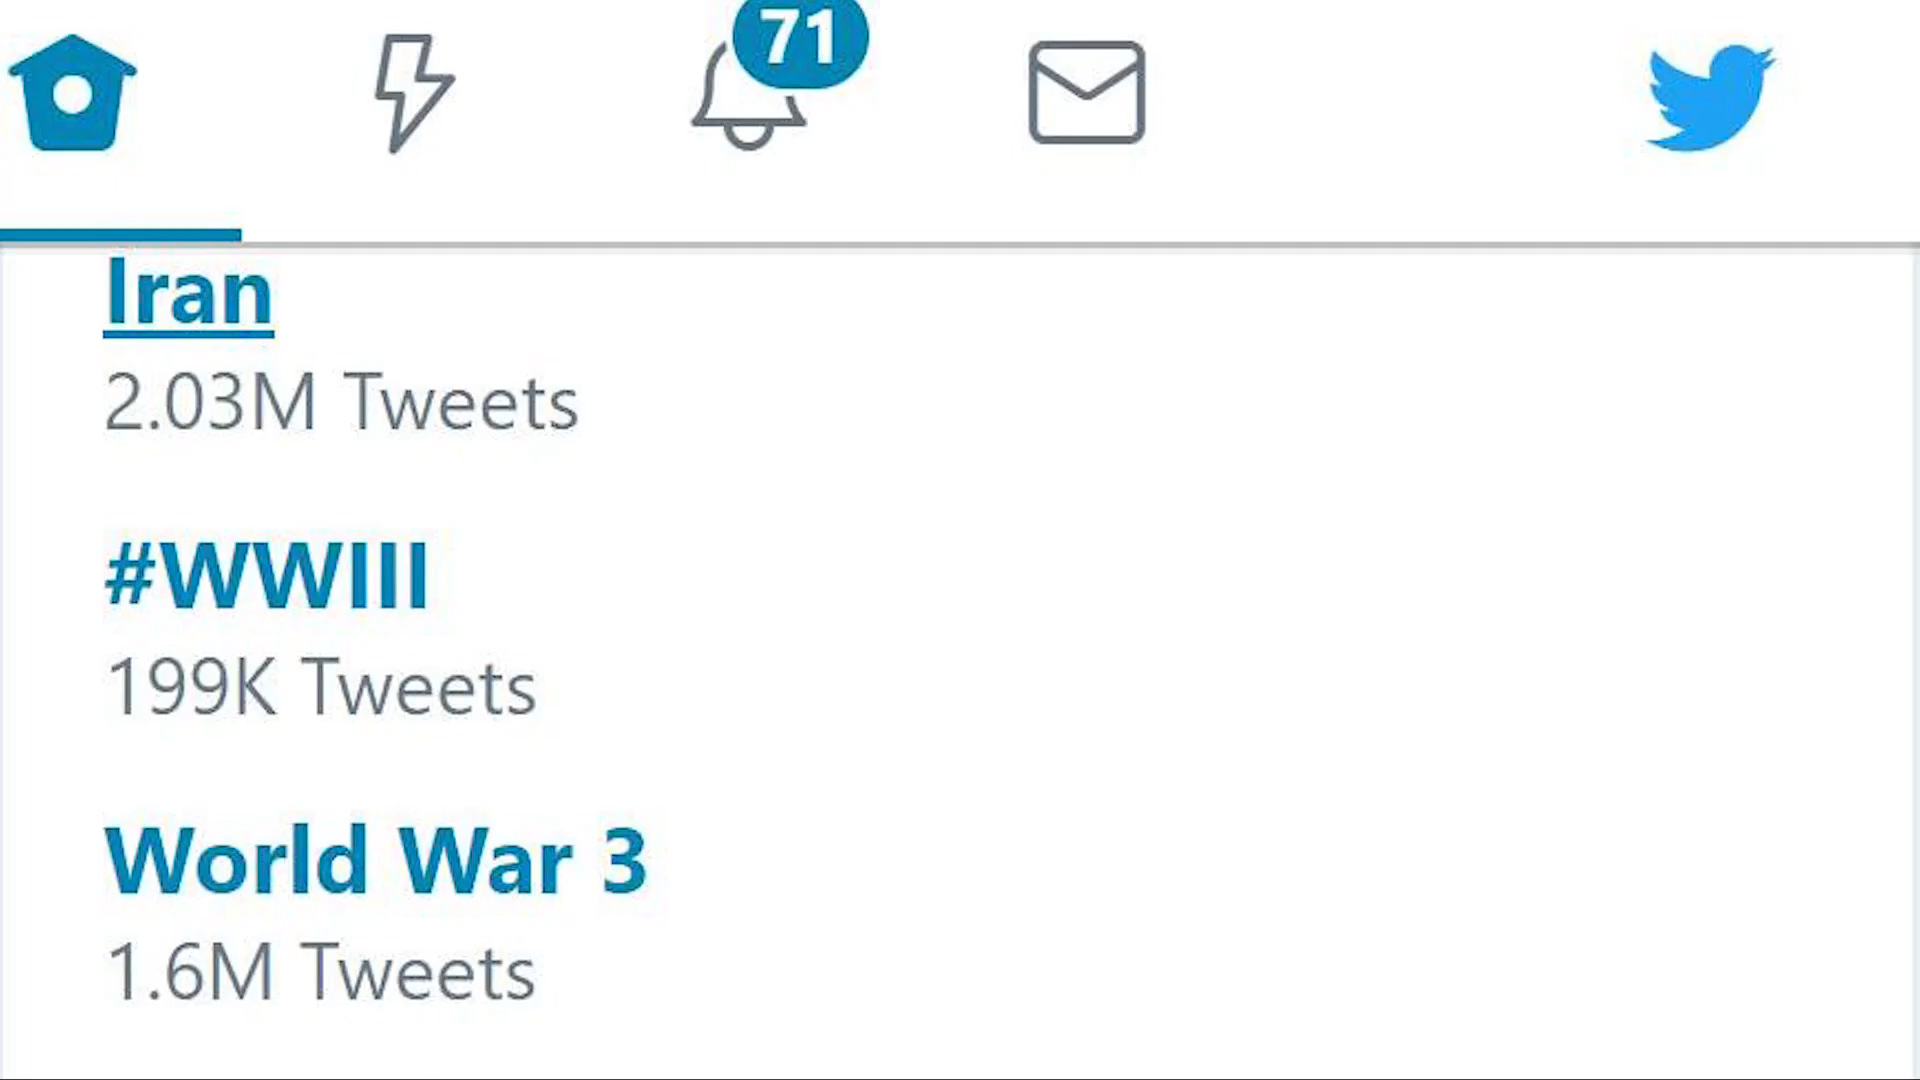 71
Iran
2.03M Tweets
#WWIII
199K Tweets
World War 3
1.6M Tweets